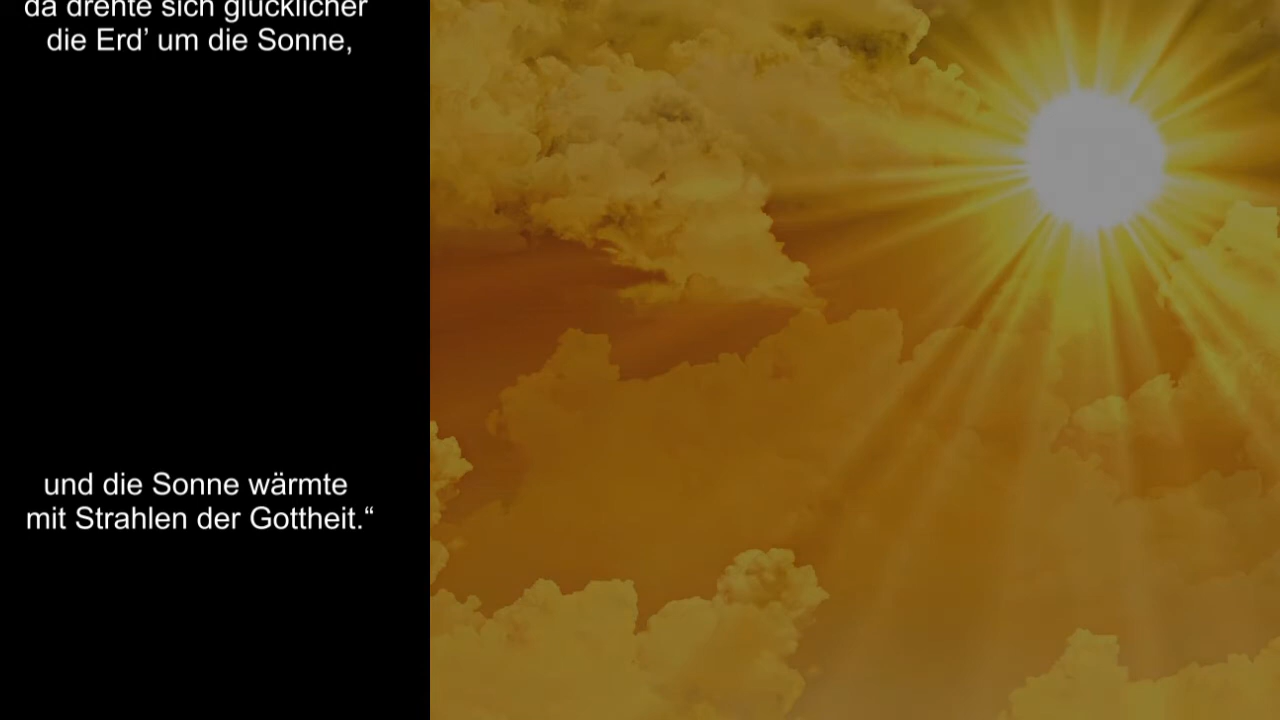 da drehte sich glücklicher
die Erd’ um die Sonne,
und die Sonne wärmte
mit Strahlen der Gottheit.“